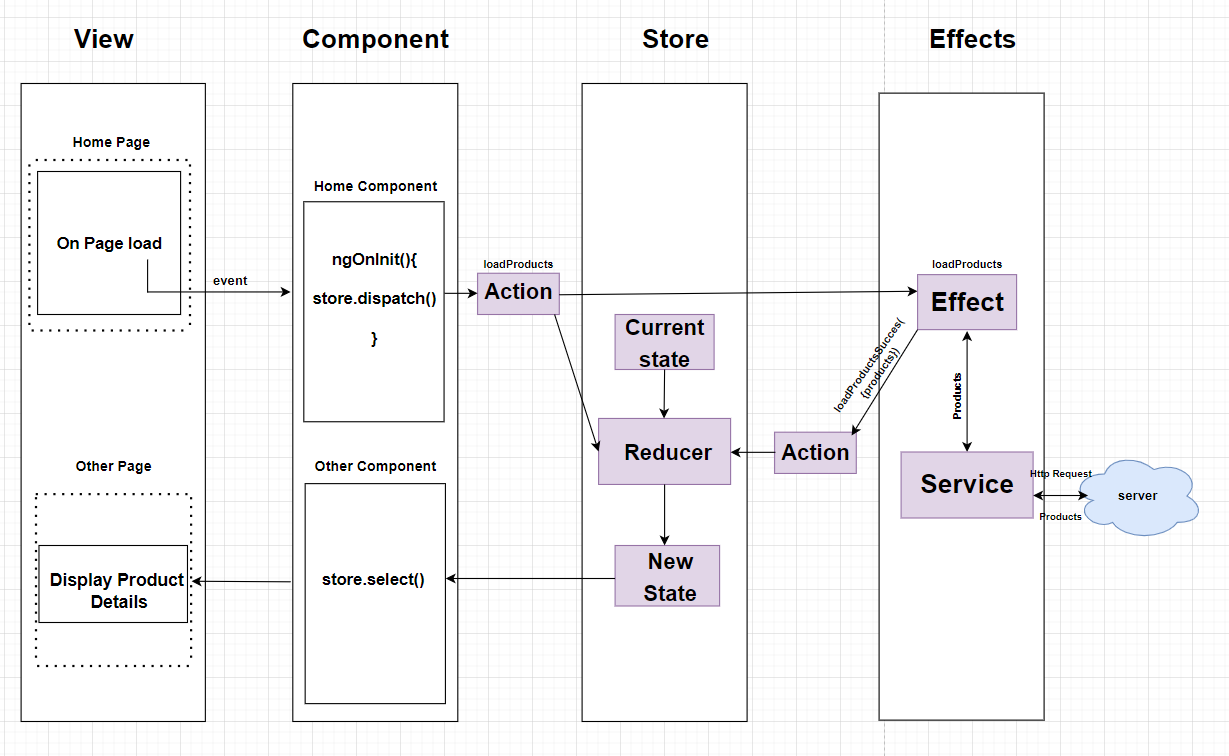 View
Component
Store
Effects
Home Page
On Page load
event
Home Component
ngOnInit(){
store.dispatch()
}
loadProducts
Action
loadProducts
Effect
Current
state
loadProductsSucces(
{products})
Products
Reducer
Action
Service
Http Request
server
Products
Other Page
Other Component
New
State
store.select()
Display Product
Details